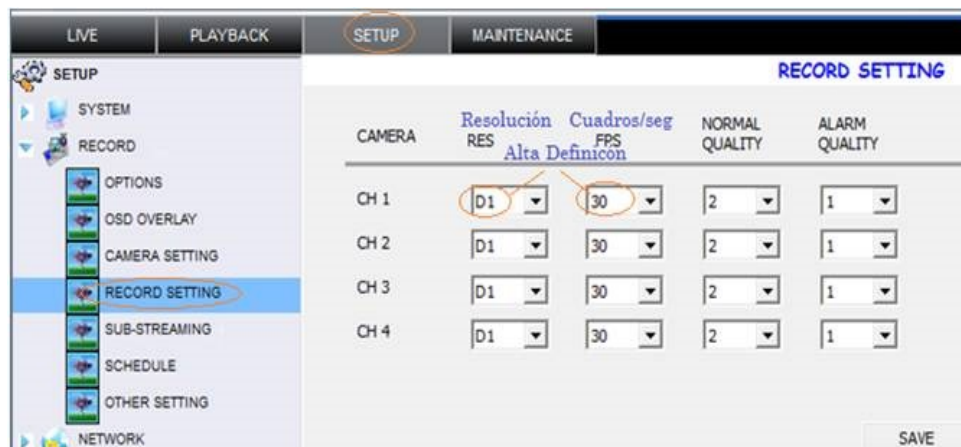 LIVE PLAYBACK SETUP MAINTENANCE
SETUP
SYSTEM
RECORD
OPTIONS
OSD OVERLAY
CAMERA SETTING
RECORD SETTING
SUB-STREAMING
SCHEDULE
OTHER SETTING
NETWORK
RECORD SETTING
Resolución Cuadros/seg
CAMERA RES FPS NORMAL QUALITY ALARM QUALITY
Alta Definicón
CH 1 D1 30 2 1
CH 2 D1 30 2 1
CH 3 D1 30 2 1
CH 4 D1 30 2 1
SAVE